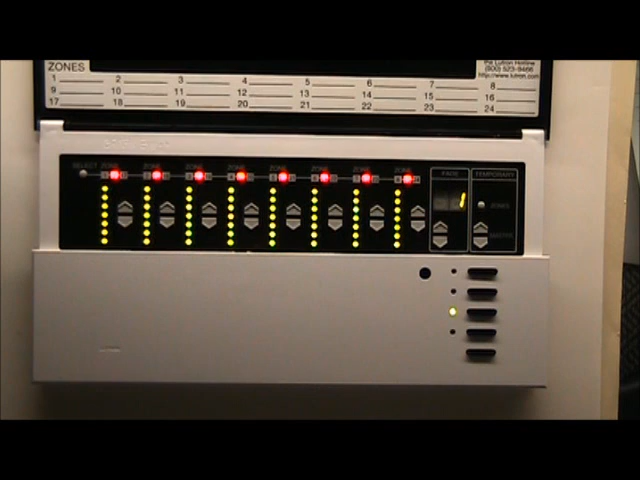 ZONES
The Lutron Hotline
(800) 523-9466
http://www.lutron.com
1 2 3 4 5 6 7 8
9 10 11 12 13 14 15 16
17 18 19 20 21 22 23 24
SELECT ZONE ZONE ZONE ZONE ZONE ZONE ZONE ZONE FADE TEMPORARY
1
ZONES
MASTER